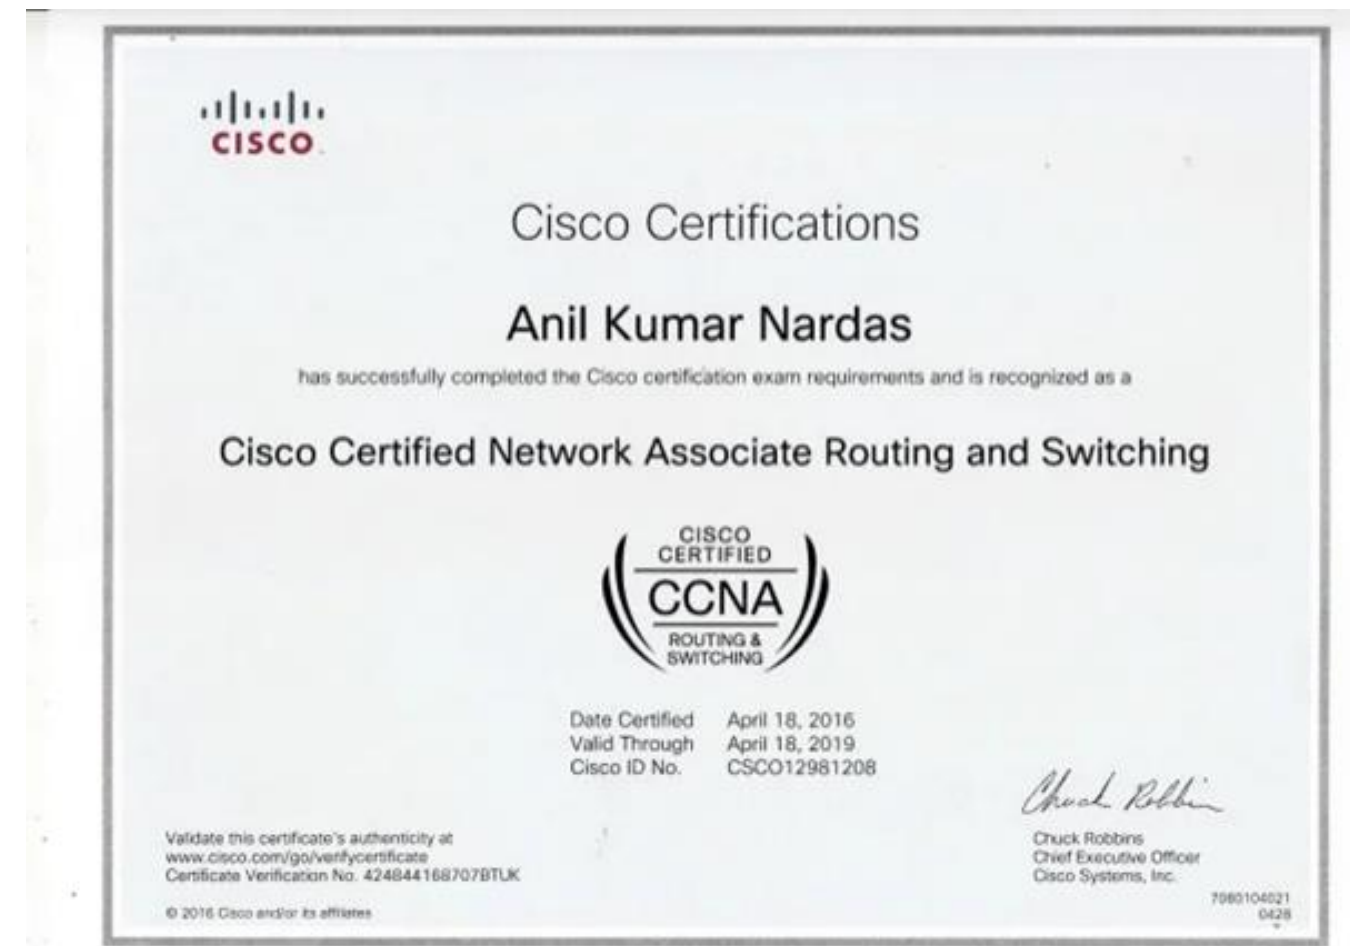 CISCO
Cisco Certifications
Anil Kumar Nardas
has successfully completed the Cisco certification exam requirements and is recognized as a
Cisco Certified Network Associate Routing and Switching
CISCO
CERTIFIED
CCNA
ROUTING &
SWITCHING
Date Certified April 18, 2016
Valid Through April 18, 2019
Cisco ID No. CSCO12981208
Chuck Robbins
Validate this certificate's authenticity at
www.cisco.com/go/verifycertificate
Certificate Verification No. 424844168707BTUK
© 2016 Cisco and/or its affiliates
Chuck Robbins
Chief Executive Officer
Cisco Systems, Inc.
7080104021
0428